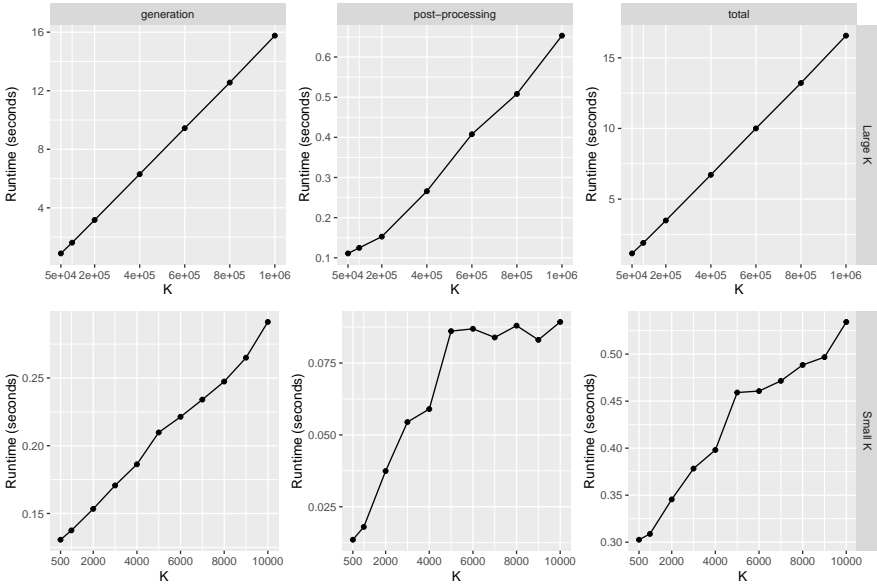 generation
post−processing
total
16
12
8
4
Runtime (seconds)
5e+04 2e+05 4e+05 6e+05 8e+05 1e+06
K
0.6
0.5
0.4
0.3
0.2
0.1
Runtime (seconds)
5e+04 2e+05 4e+05 6e+05 8e+05 1e+06
K
15
10
5
Runtime (seconds)
5e+04 2e+05 4e+05 6e+05 8e+05 1e+06
K
Large K
0.25
0.20
0.15
Runtime (seconds)
500 2000 4000 6000 8000 10000
K
0.075
0.050
0.025
Runtime (seconds)
500 2000 4000 6000 8000 10000
K
0.50
0.45
0.40
0.35
0.30
Runtime (seconds)
500 2000 4000 6000 8000 10000
K
Small K